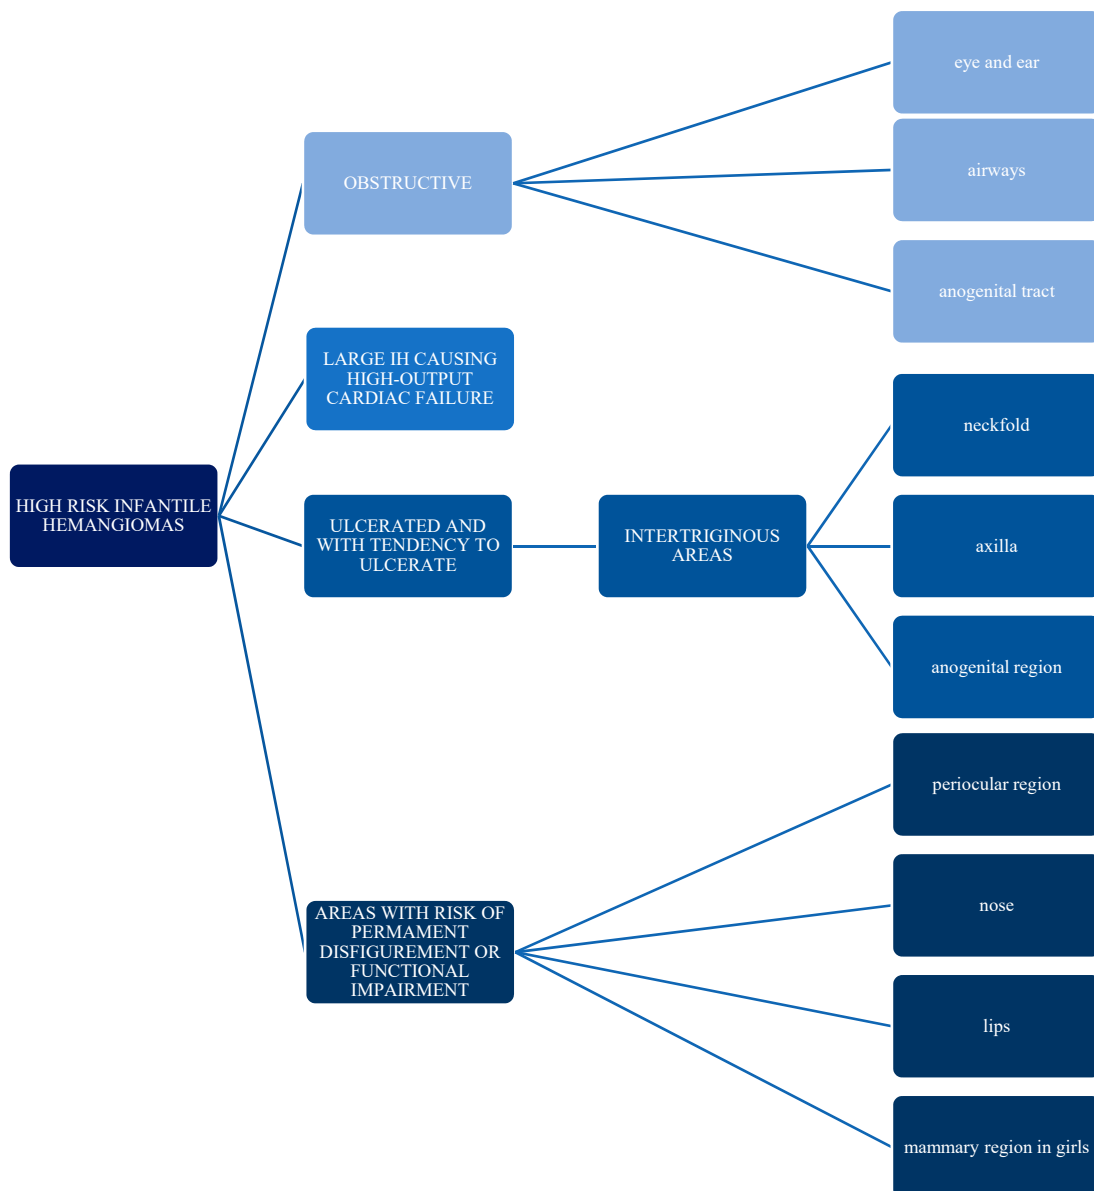 HIGH RISK INFANTILE
HEMANGIOMAS
OBSTRUCTIVE
eye and ear
airways
anogenital tract
LARGE IH CAUSING
HIGH-OUTPUT
CARDIAC FAILURE
ULCERATED AND
WITH TENDENCY TO
ULCERATE
INTERTRIGINOUS
AREAS
neckfold
axilla
anogenital region
AREAS WITH RISK OF
PERMAMENT
DISFIGUREMENT OR
FUNCTIONAL
IMPAIRMENT
periocular region
nose
lips
mammary region in girls